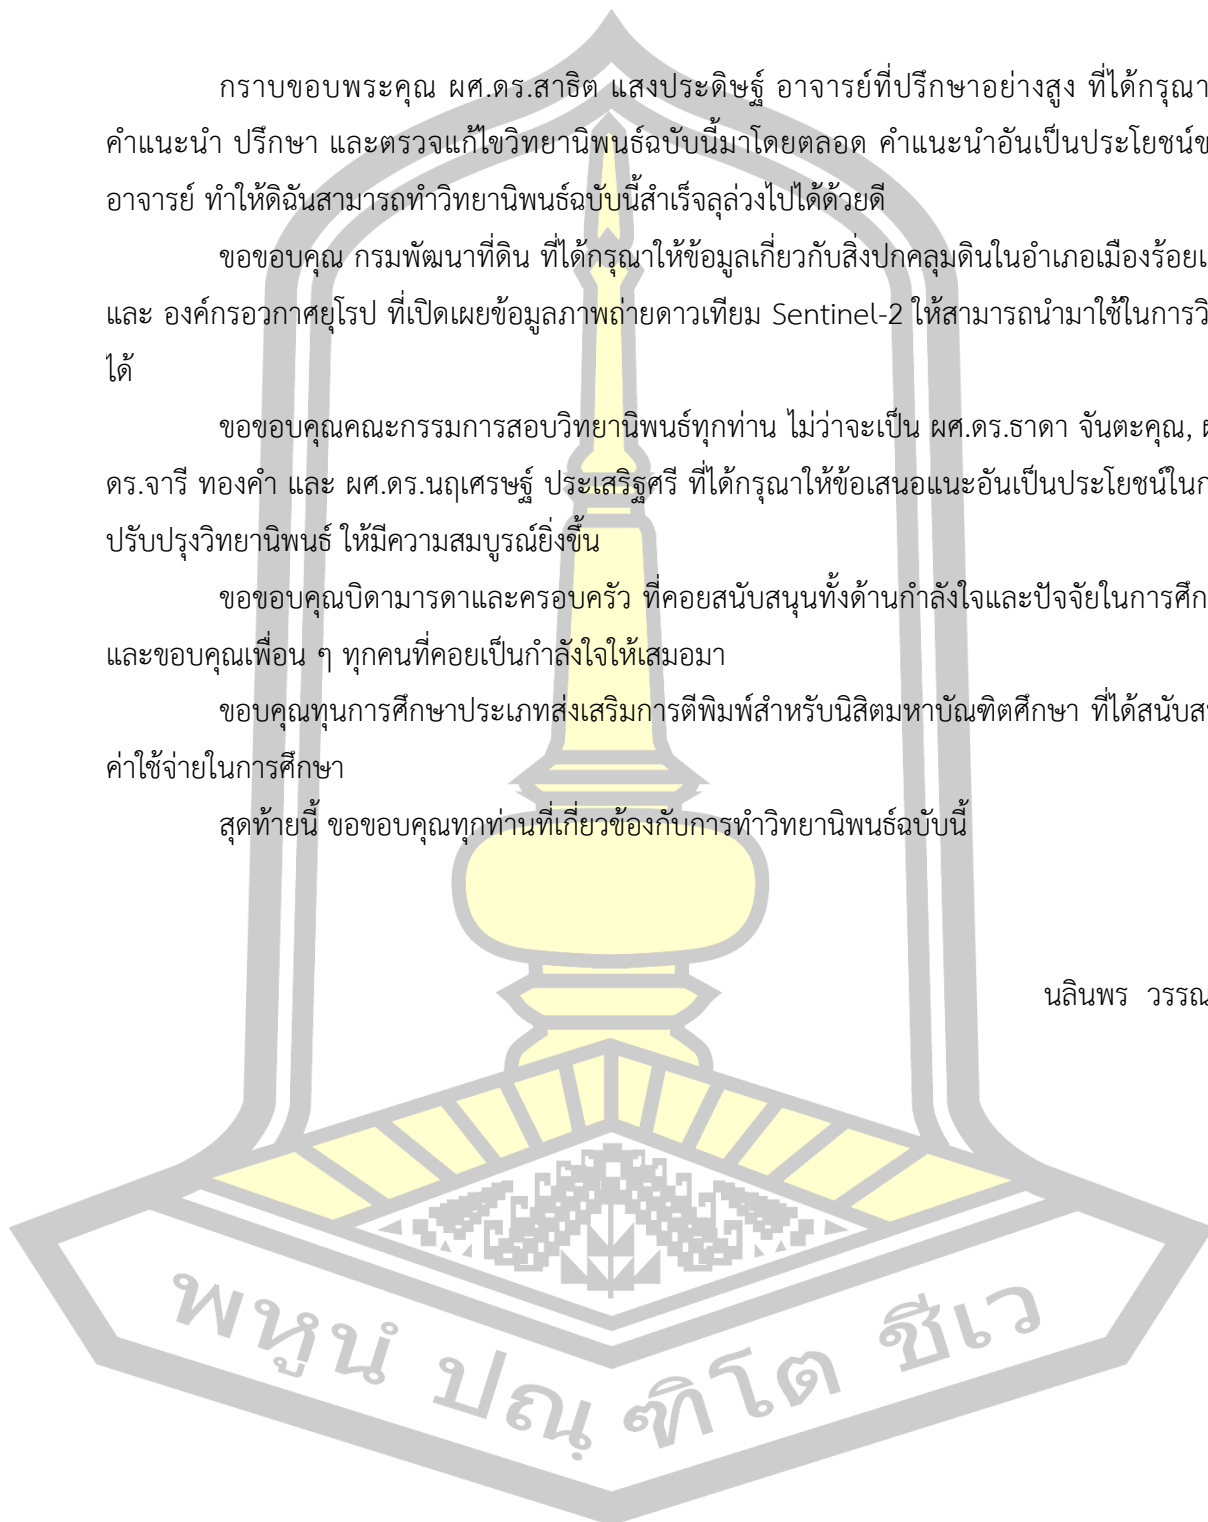 กราบขอบพระคุณ ผศ.ดร.สาธิต แสงประดิษฐ์ อาจารย์ที่ปรึกษาอย่างสูง ที่ได้กรุณา
คำแนะนำ ปรึกษา และตรวจแก้ไขวิทยานิพนธ์ฉบับนี้มาโดยตลอด คำแนะนำอันเป็นประโยชน์
อาจารย์ ทำให้ดิฉันสามารถทำวิทยานิพนธ์ฉบับนี้สำเร็จลุล่วงไปได้ด้วยดี
ขอขอบคุณ กรมพัฒนาที่ดิน ที่ได้กรุณาให้ข้อมูลเกี่ยวกับสิ่งปกคลุมดินในอำเภอเมืองร้อย
และ องค์กรอวกาศยุโรป ที่เปิดเผยข้อมูลภาพถ่ายดาวเทียม Sentinel-2 ให้สามารถนำมาใช้ในการ
ได้
ขอขอบคุณคณะกรรมการสอบวิทยานิพนธ์ทุกท่าน ไม่ว่าจะเป็น ผศ.ดร.ธาดา จันตะคุณ,
ดร.จารี ทองคำ และ ผศ.ดร.นฤเศรษฐ์ ประเสริฐศรี ที่ได้กรุณาให้ข้อเสนอแนะอันเป็นประโยชน์ใน
ปรับปรุงวิทยานิพนธ์ ให้มีความสมบูรณ์ยิ่งขึ้น
ขอขอบคุณบิดามารดาและครอบครัว ที่คอยสนับสนุนทั้งด้านกำลังใจและปัจจัยในการ
และขอบคุณเพื่อน ๆ ทุกคนที่คอยเป็นกำลังใจให้เสมอมา
ขอบคุณทุนการศึกษาประเภทส่งเสริมการตีพิมพ์สำหรับนิสิตมหาบัณฑิตศึกษา ที่ได้
ค่าใช้จ่ายในการศึกษา
สุดท้ายนี้ ขอขอบคุณทุกท่านที่เกี่ยวข้องกับการทำวิทยานิพนธ์ฉบับนี้
นลินพร วรรณ
พหูนํ ปณฺฑิโต ชีเว